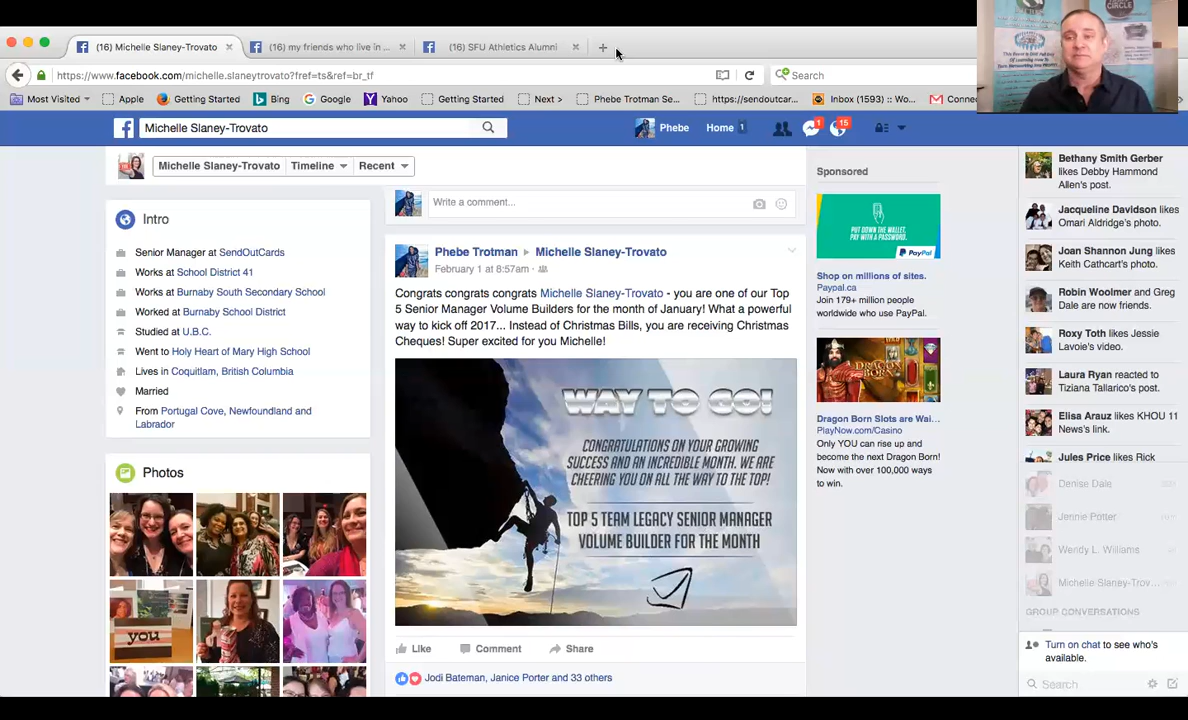 (16) Michelle Slaney-Trovato
(16) my friends who live in ...
(16) SFU Athletics Alumni
https://www.facebook.com/michelle.slaneytrovato?fref=ts&ref=br_tf
Search
Most Visited
Apple
Getting Started
Bing
Google
Yahoo
Getting Started
Next >
Phebe Trotman Se...
https://sendoutcar...
Inbox (1593) :: Wo...
Connec
CIRCLE
Michelle Slaney-Trovato
Phebe
Home 1
1
15
Michelle Slaney-Trovato
Timeline
Recent
Intro
Senior Manager at SendOutCards
Works at School District 41
Works at Burnaby South Secondary School
Worked at Burnaby School District
Studied at U.B.C.
Went to Holy Heart of Mary High School
Lives in Coquitlam, British Columbia
Married
From Portugal Cove, Newfoundland and
Labrador
Photos
you
Write a comment...
Phebe Trotman ▸ Michelle Slaney-Trovato
February 1 at 8:57am ·
Congrats congrats congrats Michelle Slaney-Trovato - you are one of our Top
5 Senior Manager Volume Builders for the month of January! What a powerful
way to kick off 2017... Instead of Christmas Bills, you are receiving Christmas
Cheques! Super excited for you Michelle!
WAY TO GO!
CONGRATULATIONS ON YOUR GROWING
SUCCESS AND AN INCREDIBLE MONTH. WE ARE
CHEERING YOU ON ALL THE WAY TO THE TOP!
TOP 5 TEAM LEGACY SENIOR MANAGER
VOLUME BUILDER FOR THE MONTH
Like
Comment
Share
Jodi Bateman, Janice Porter and 33 others
Sponsored
PUT DOWN THE WALLET,
PAY WITH A PASSWORD.
PayPal
Shop on millions of sites.
Paypal.ca
Join 179+ million people
worldwide who use PayPal.
Dragon Born Slots are Wai...
PlayNow.com/Casino
Only YOU can rise up and
become the next Dragon Born!
Now with over 100,000 ways
to win.
Bethany Smith Gerber
likes Debby Hammond
Allen's post.
Jacqueline Davidson likes
Omari Aldridge's photo.
Joan Shannon Jung likes
Keith Cathcart's photo.
Robin Woolmer and Greg
Dale are now friends.
Roxy Toth likes Jessie
Lavoie's video.
Laura Ryan reacted to
Tiziana Tallarico's post.
Elisa Arauz likes KHOU 11
News's link.
Jules Price likes Rick
Denise Dale
Jennie Potter
Wendy L. Williams
Michelle Slaney-Trov...
GROUP CONVERSATIONS
Turn on chat to see who's
available.
Search